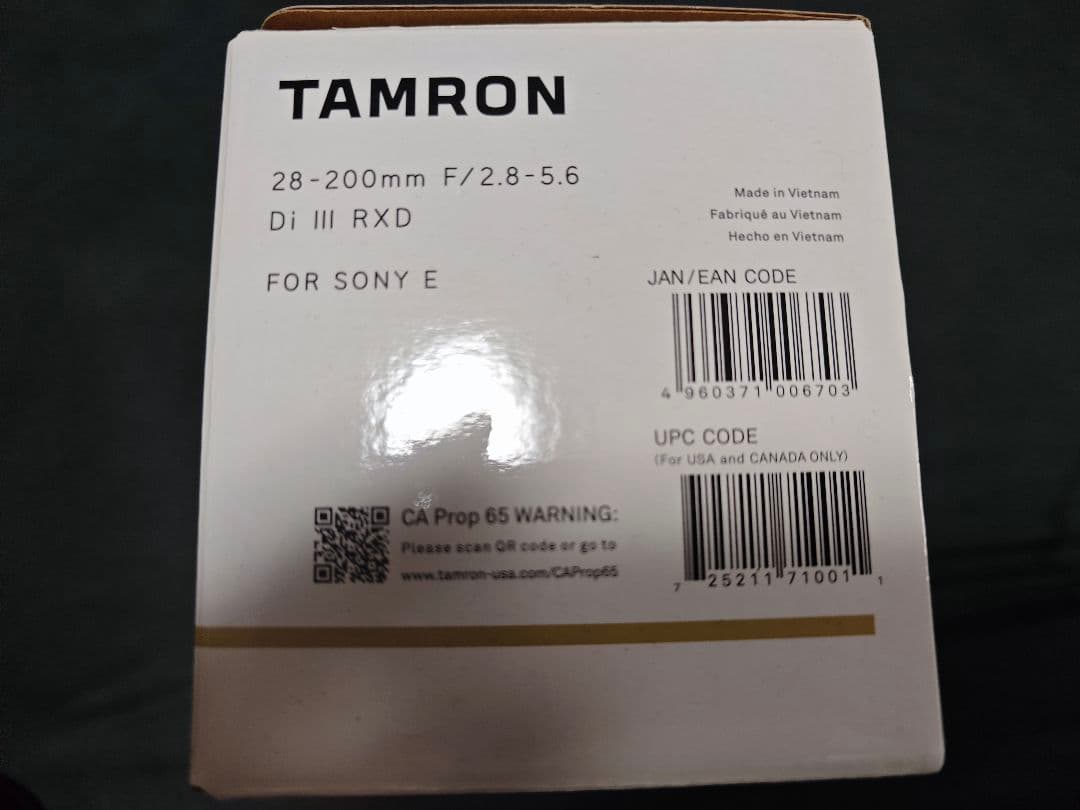 TAMRON
28-200mm F/2.8-5.6
Di III RXD
FOR SONY E
Made in Vietnam
Fabriqué au Vietnam
Hecho en Vietnam
JAN/EAN CODE
4 960371 006703
UPC CODE
(For USA and CANADA ONLY)
7 25211 71001 1
CA Prop 65 WARNING:
Please scan QR code or go to
www.tamron-usa.com/CAProp65